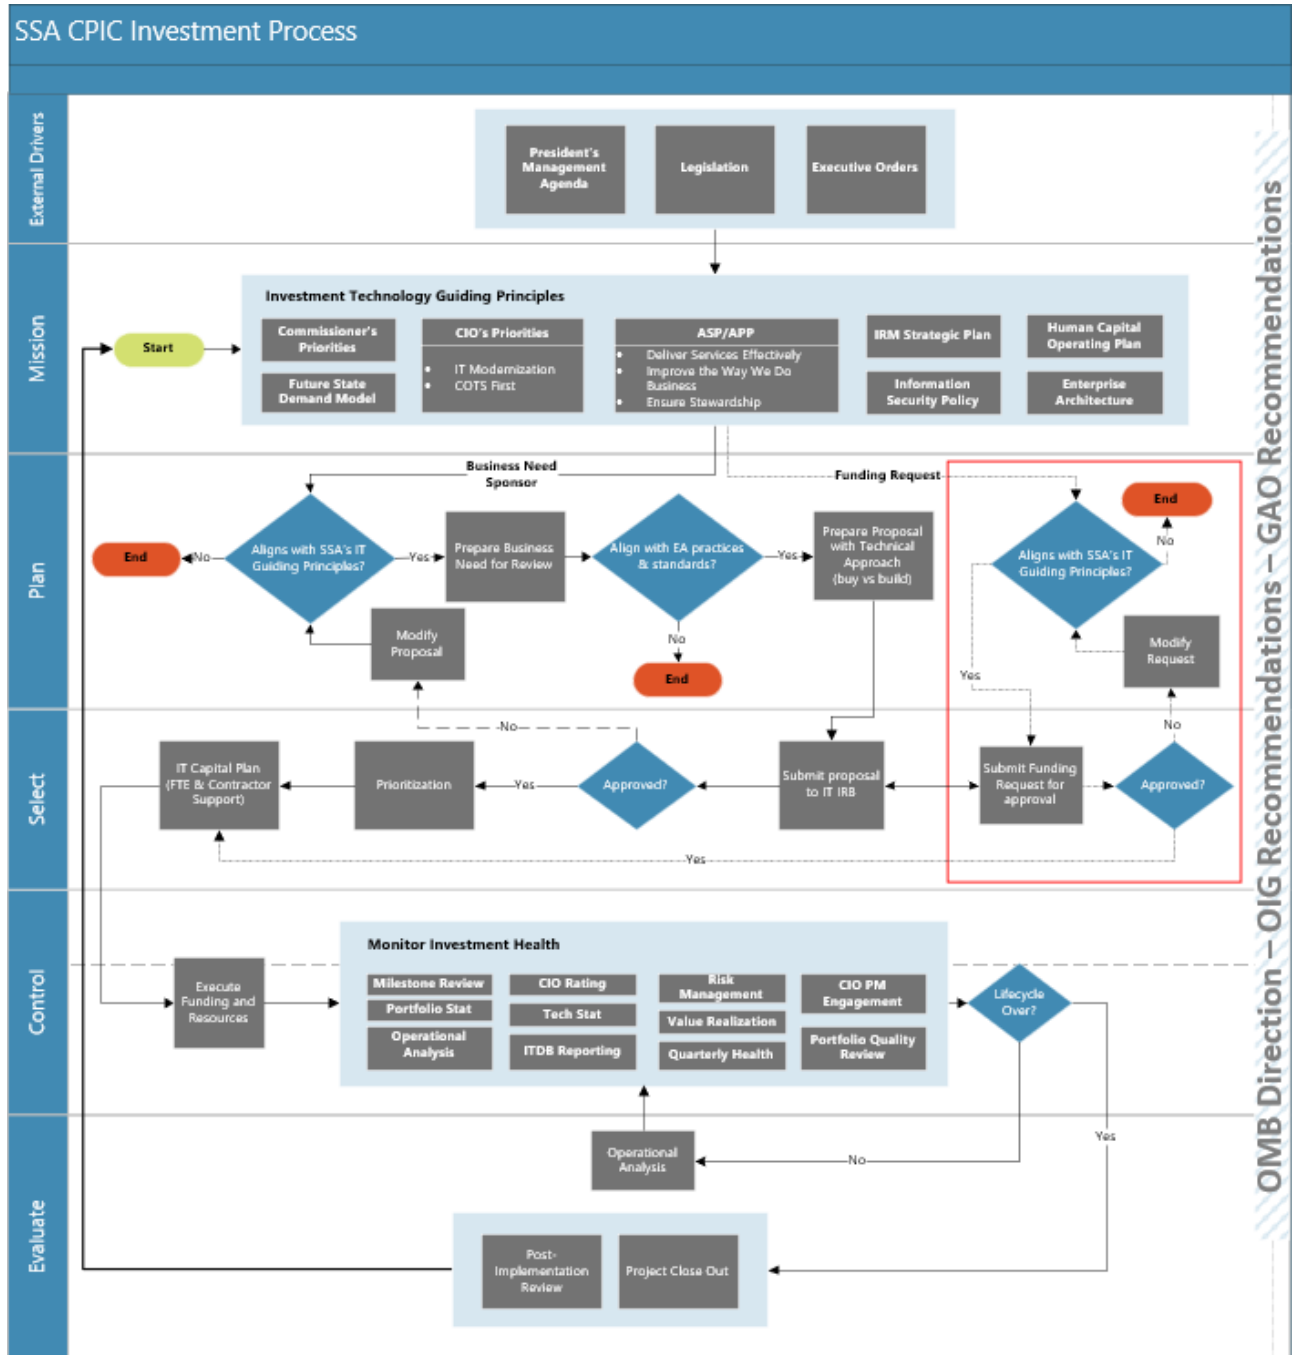 SSA CPIC Investment Process
External Drivers
President's
Management
Agenda
Legislation
Executive Orders
Mission
Start
Investment Technology Guiding Principles
Commissioner's
Priorities
Future State
Demand Model
CIO's Priorities
• IT Modernization
• COTS First
ASP/APP
• Deliver Services Effectively
• Improve the Way We Do
Business
• Ensure Stewardship
IRM Strategic Plan
Information
Security Policy
Human Capital
Operating Plan
Enterprise
Architecture
Plan
Business Need
Sponsor
Funding Request
End
No
Aligns with SSA's IT
Guiding Principles?
Yes
Prepare Business
Need for Review
Align with EA practices
& standards?
Yes
Prepare Proposal
with Technical
Approach
(buy vs build)
No
End
Modify
Proposal
Aligns with SSA's IT
Guiding Principles?
End
No
Modify
Request
Yes
No
Select
No
IT Capital Plan
(FTE & Contractor
Support)
Prioritization
Yes
Approved?
Submit proposal
to IT IRB
Submit Funding
Request for
approval
Approved?
Yes
Control
Execute
Funding and
Resources
Monitor Investment Health
Milestone Review
Portfolio Stat
Operational
Analysis
CIO Rating
Tech Stat
ITDB Reporting
Risk
Management
Value Realization
Quarterly Health
CIO PM
Engagement
Portfolio Quality
Review
Lifecycle
Over?
Evaluate
Operational
Analysis
No
Yes
Post-
Implementation
Review
Project Close Out
OMB Direction – OIG Recommendations – GAO Recommendations